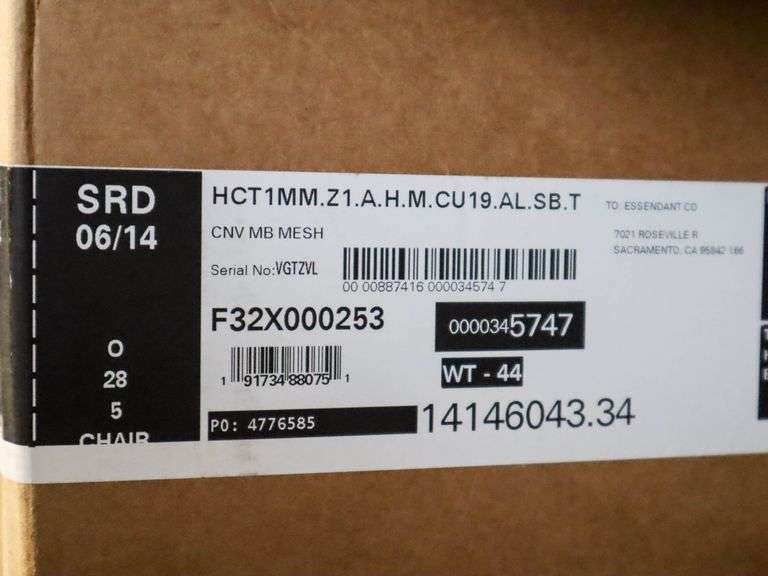 SRD
06/14
O
28
5
CHAIR
HCT1MM.Z1.A.H.M.CU19.AL.SB.T
CNV MB MESH
Serial No:VGTZVL
00 00887416 000034574 7
F32X000253
0000345747
WT - 44
1 91734 88075 1
PO: 4776585
14146043.34
TO: ESSENDANT CO
7021 ROSEVILLE R
SACRAMENTO, CA 95842